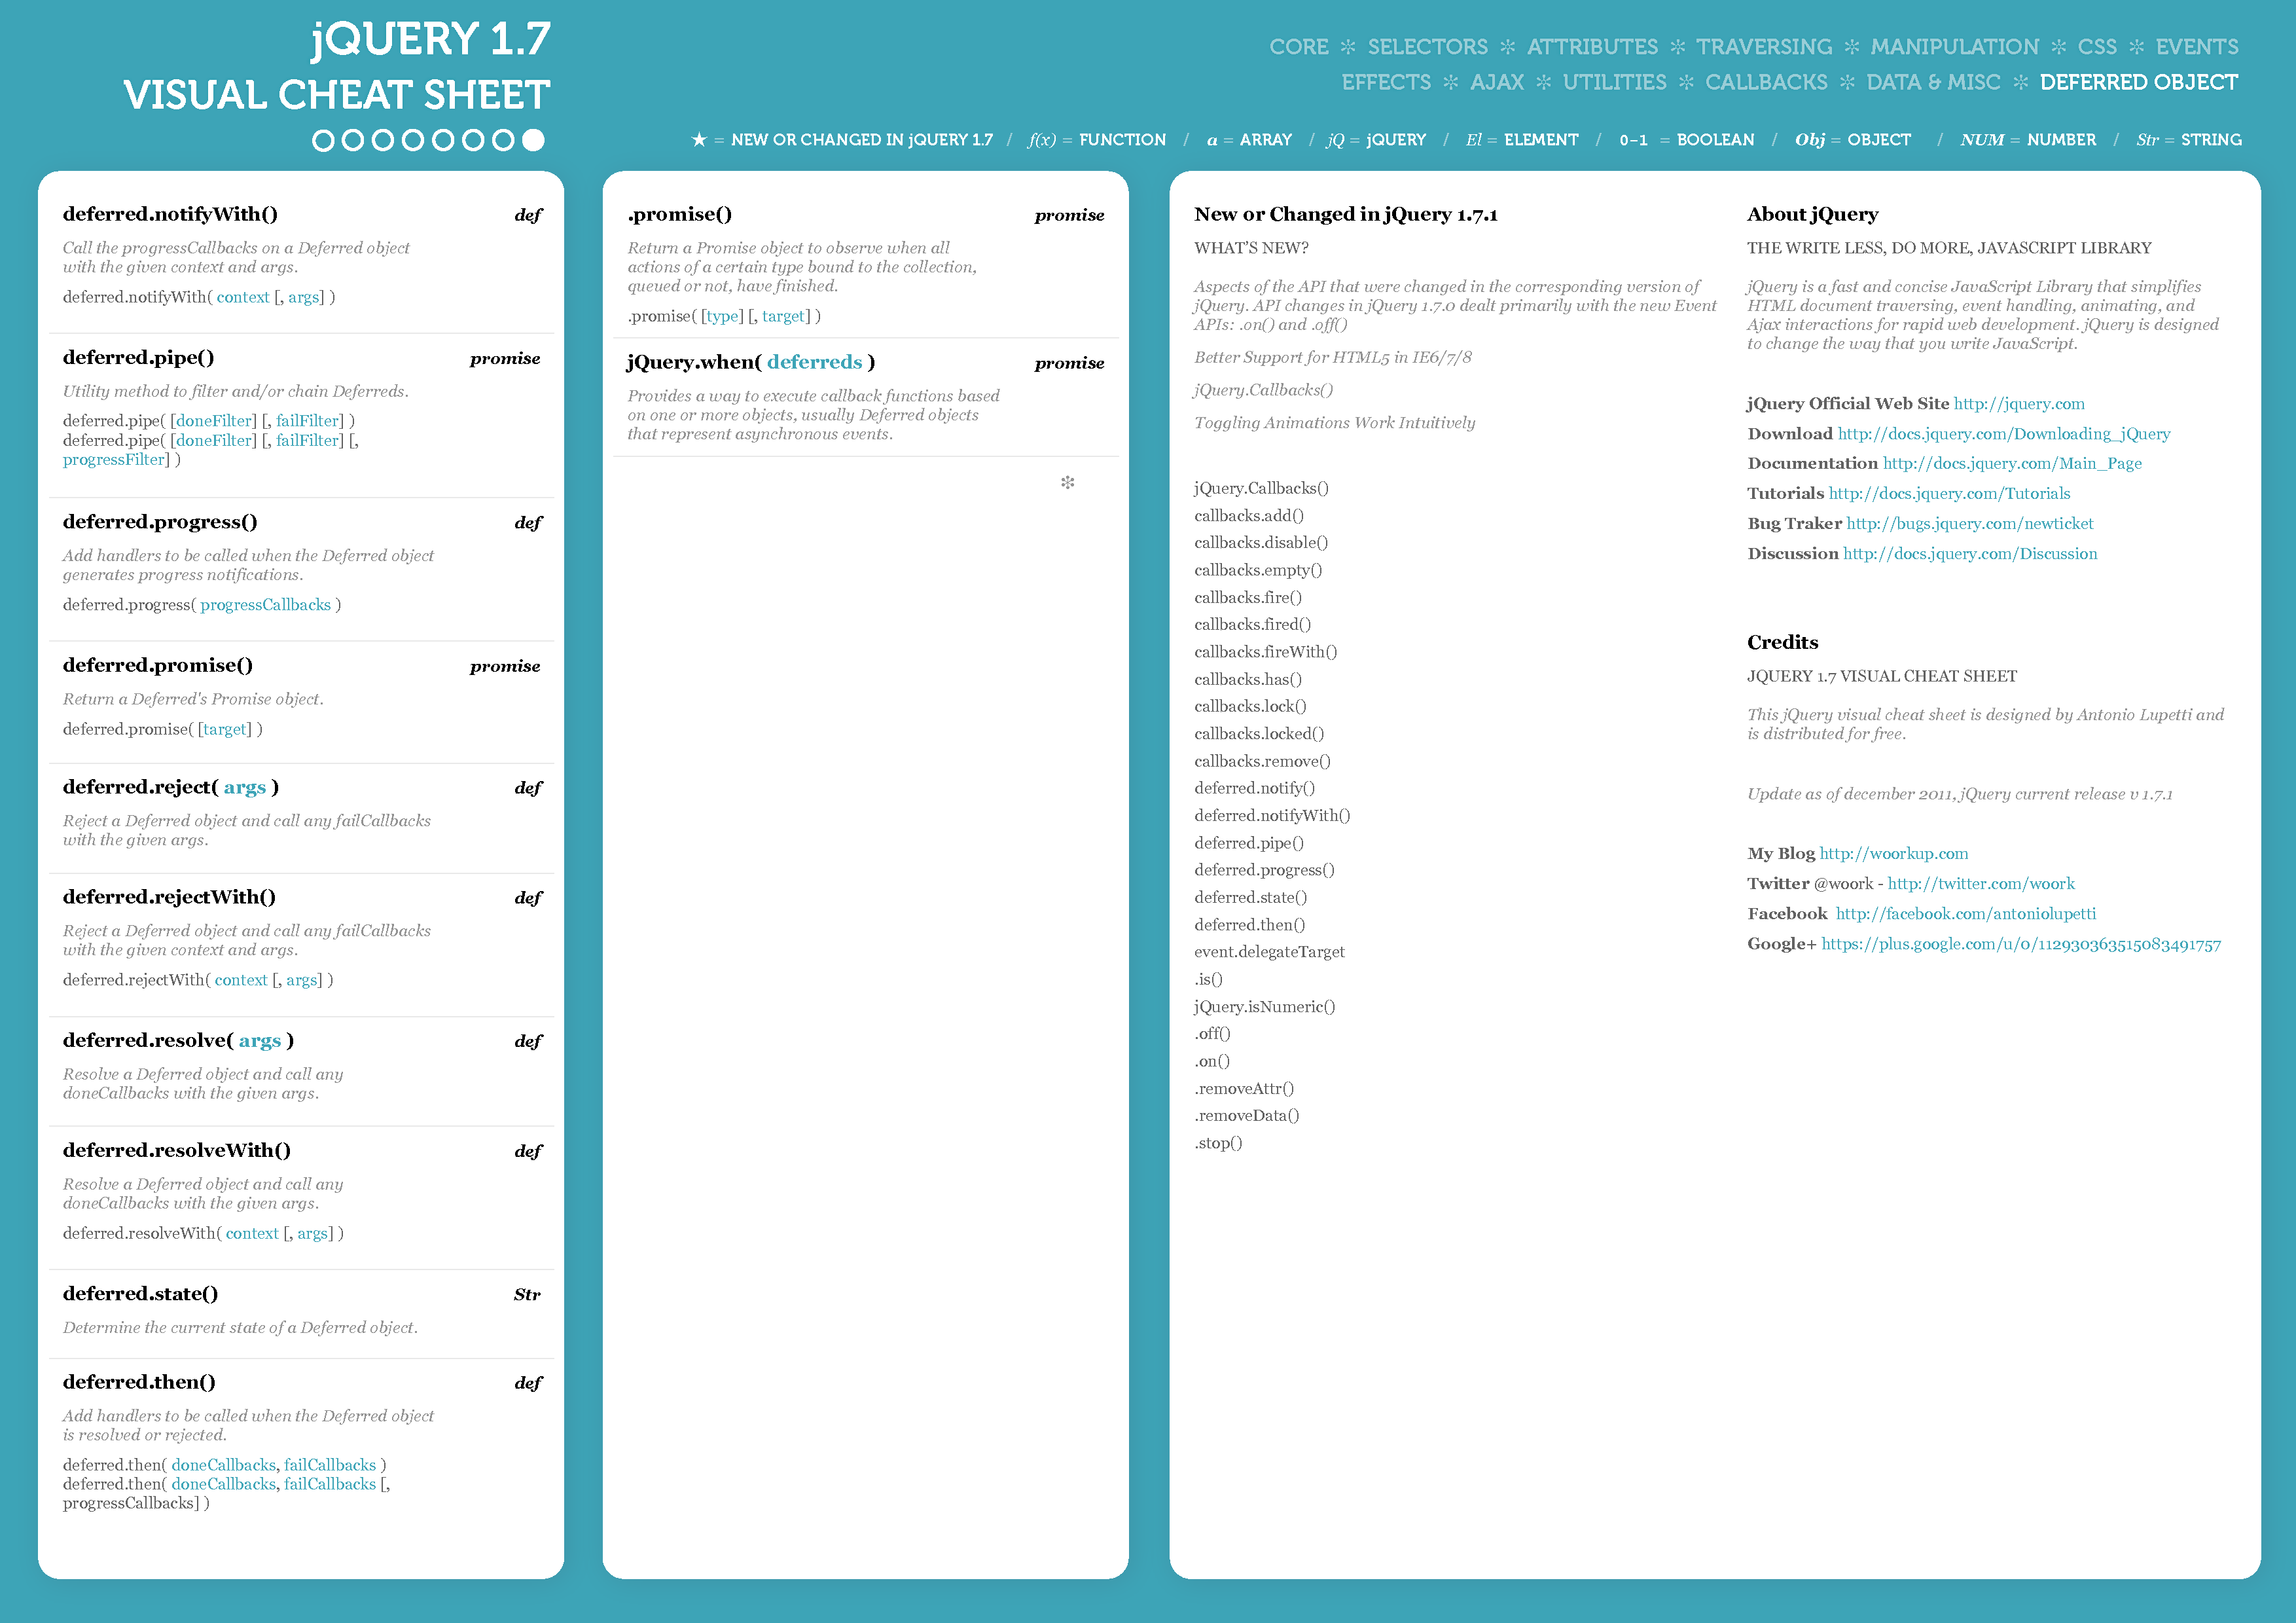 jQUERY 1.7
VISUAL CHEAT SHEET
CORE ✼ SELECTORS ✼ ATTRIBUTES ✼ TRAVERSING ✼ MANIPULATION ✼ CSS ✼ EVENTS
EFFECTS ✼ AJAX ✼ UTILITIES ✼ CALLBACKS ✼ DATA & MISC ✼ DEFERRED OBJECT
★ = NEW OR CHANGED IN jQUERY 1.7 / f(x) = FUNCTION / a = ARRAY / jQ = jQUERY / El = ELEMENT / 0-1 = BOOLEAN / Obj = OBJECT / NUM = NUMBER / Str = STRING
deferred.notifyWith() def
Call the progressCallbacks on a Deferred object
with the given context and args.
deferred.notifyWith( context [, args] )
deferred.pipe() promise
Utility method to filter and/or chain Deferreds.
deferred.pipe( [doneFilter] [, failFilter] )
deferred.pipe( [doneFilter] [, failFilter] [,
progressFilter] )
deferred.progress() def
Add handlers to be called when the Deferred object
generates progress notifications.
deferred.progress( progressCallbacks )
deferred.promise() promise
Return a Deferred's Promise object.
deferred.promise( [target] )
deferred.reject( args ) def
Reject a Deferred object and call any failCallbacks
with the given args.
deferred.rejectWith() def
Reject a Deferred object and call any failCallbacks
with the given context and args.
deferred.rejectWith( context [, args] )
deferred.resolve( args ) def
Resolve a Deferred object and call any
doneCallbacks with the given args.
deferred.resolveWith() def
Resolve a Deferred object and call any
doneCallbacks with the given args.
deferred.resolveWith( context [, args] )
deferred.state() Str
Determine the current state of a Deferred object.
deferred.then() def
Add handlers to be called when the Deferred object
is resolved or rejected.
deferred.then( doneCallbacks, failCallbacks )
deferred.then( doneCallbacks, failCallbacks [,
progressCallbacks] )
.promise() promise
Return a Promise object to observe when all
actions of a certain type bound to the collection,
queued or not, have finished.
.promise( [type] [, target] )
jQuery.when( deferreds ) promise
Provides a way to execute callback functions based
on one or more objects, usually Deferred objects
that represent asynchronous events.
✼
New or Changed in jQuery 1.7.1
WHAT'S NEW?
Aspects of the API that were changed in the corresponding version of
jQuery. API changes in jQuery 1.7.0 dealt primarily with the new Event
APIs: .on() and .off()
Better Support for HTML5 in IE6/7/8
jQuery.Callbacks()
Toggling Animations Work Intuitively
jQuery.Callbacks()
callbacks.add()
callbacks.disable()
callbacks.empty()
callbacks.fire()
callbacks.fired()
callbacks.fireWith()
callbacks.has()
callbacks.lock()
callbacks.locked()
callbacks.remove()
deferred.notify()
deferred.notifyWith()
deferred.pipe()
deferred.progress()
deferred.state()
deferred.then()
event.delegateTarget
.is()
jQuery.isNumeric()
.off()
.on()
.removeAttr()
.removeData()
.stop()
About jQuery
THE WRITE LESS, DO MORE, JAVASCRIPT LIBRARY
jQuery is a fast and concise JavaScript Library that simplifies
HTML document traversing, event handling, animating, and
Ajax interactions for rapid web development. jQuery is designed
to change the way that you write JavaScript.
jQuery Official Web Site http://jquery.com
Download http://docs.jquery.com/Downloading_jQuery
Documentation http://docs.jquery.com/Main_Page
Tutorials http://docs.jquery.com/Tutorials
Bug Traker http://bugs.jquery.com/newticket
Discussion http://docs.jquery.com/Discussion
Credits
JQUERY 1.7 VISUAL CHEAT SHEET
This jQuery visual cheat sheet is designed by Antonio Lupetti and
is distributed for free.
Update as of december 2011, jQuery current release v 1.7.1
My Blog http://woorkup.com
Twitter @woork - http://twitter.com/woork
Facebook http://facebook.com/antoniolupetti
Google+ https://plus.google.com/u/0/112930363515083491757